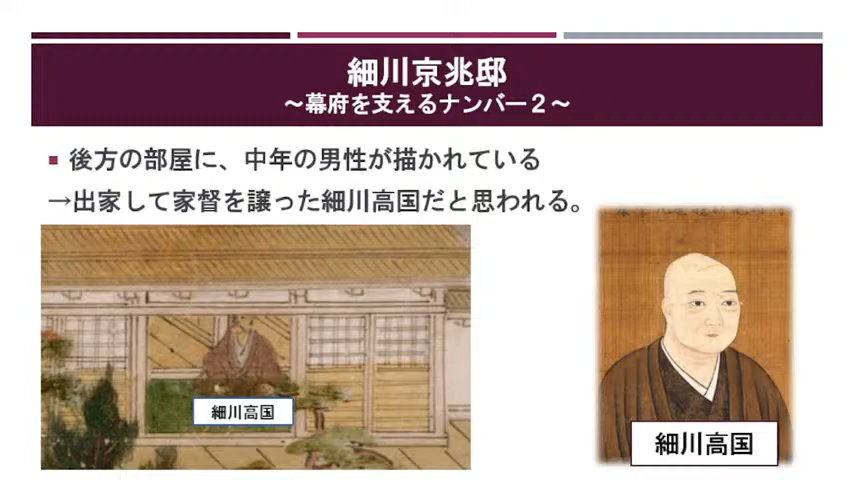 細川京兆邸
～幕府を支えるナンバー２～
■ 後方の部屋に、中年の男性が描かれている
→出家して家督を譲った細川高国だと思われる。
細川高国
細川高国